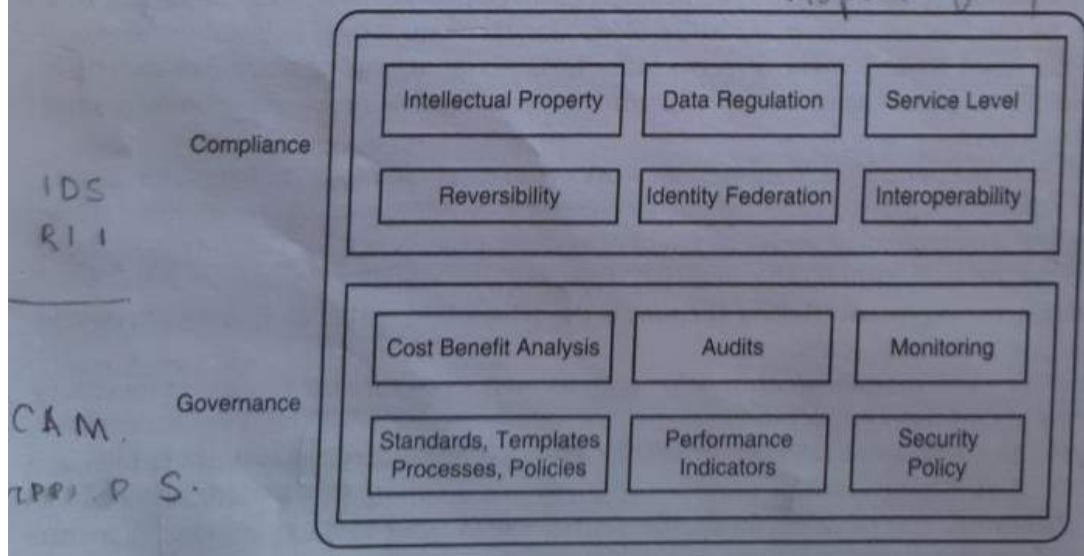 Intellectual Property
Data Regulation
Service Level
Compliance
Reversibility
Identity Federation
Interoperability
IDS
RII
Cost Benefit Analysis
Audits
Monitoring
Governance
CAM.
Standards, Templates
Processes, Policies
Performance
Indicators
Security
Policy
P S.